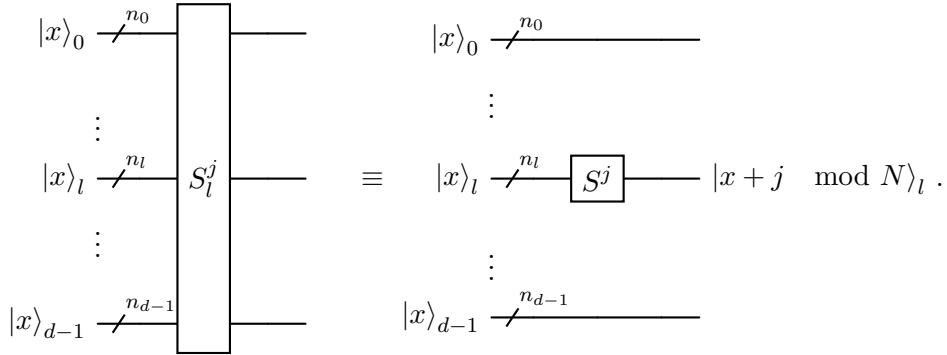 |x⟩₀ n₀ |x⟩₀ n₀
⋮ ⋮
|x⟩ₗ nₗ Sₗʲ ≡ |x⟩ₗ nₗ Sʲ |x + j mod N⟩ₗ .
⋮ ⋮
|x⟩_{d−1} n_{d−1} |x⟩_{d−1} n_{d−1}